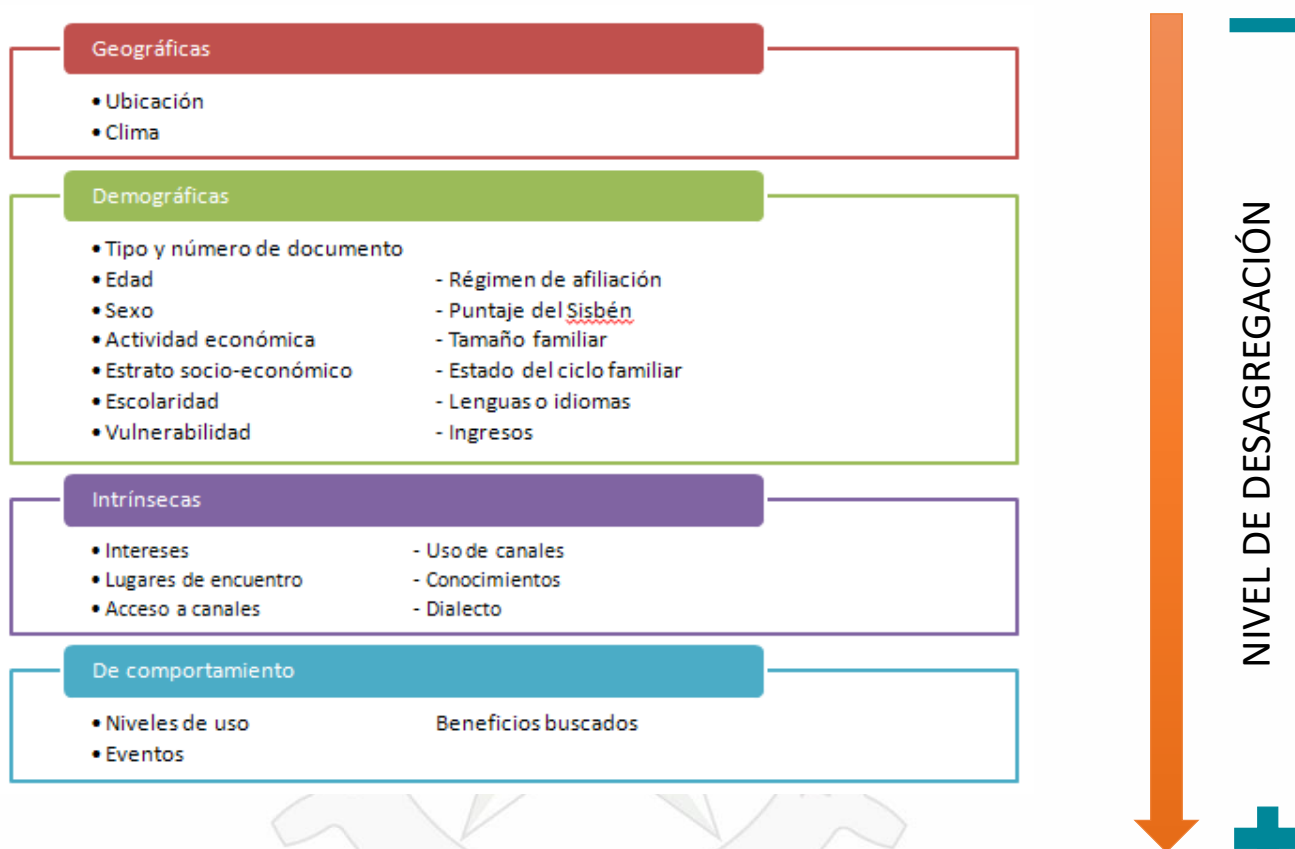 Geográficas
• Ubicación
• Clima
Demográficas
• Tipo y número de documento
• Edad - Régimen de afiliación
• Sexo - Puntaje del Sisbén
• Actividad económica - Tamaño familiar
• Estrato socio-económico - Estado del ciclo familiar
• Escolaridad - Lenguas o idiomas
• Vulnerabilidad - Ingresos
Intrínsecas
• Intereses - Uso de canales
• Lugares de encuentro - Conocimientos
• Acceso a canales - Dialecto
De comportamiento
• Niveles de uso Beneficios buscados
• Eventos
NIVEL DE DESAGREGACIÓN